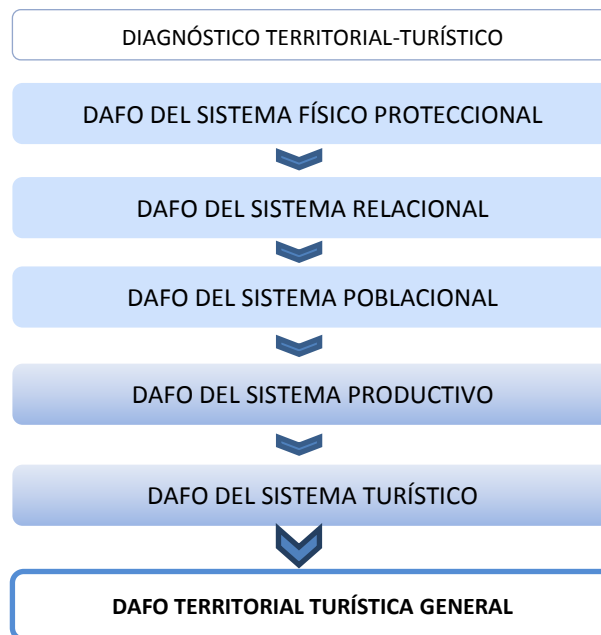 DIAGNÓSTICO TERRITORIAL-TURÍSTICO
DAFO DEL SISTEMA FÍSICO PROTECCIONAL
DAFO DEL SISTEMA RELACIONAL
DAFO DEL SISTEMA POBLACIONAL
DAFO DEL SISTEMA PRODUCTIVO
DAFO DEL SISTEMA TURÍSTICO
DAFO TERRITORIAL TURÍSTICA GENERAL